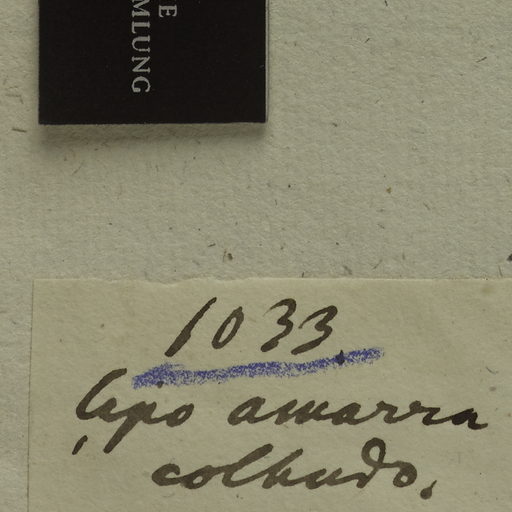 E
MLUNG
1033.
Cipo amarra
colhudo.